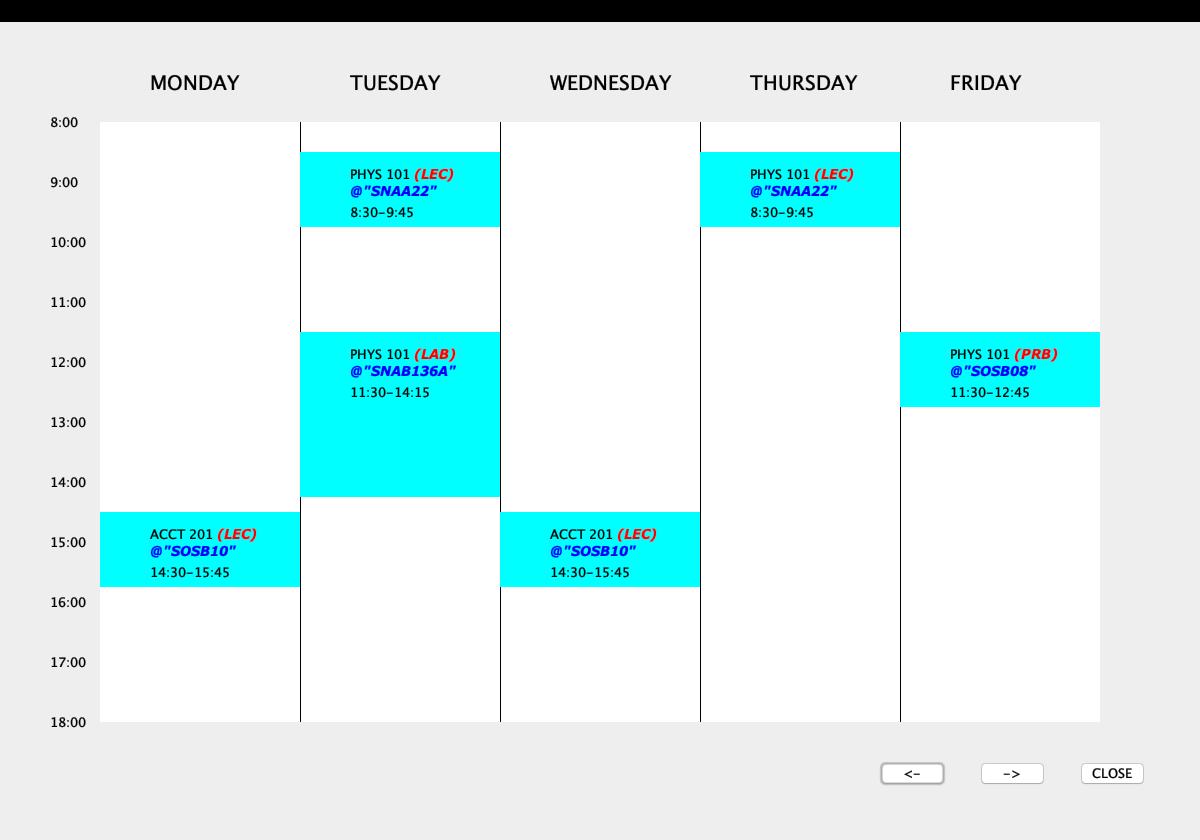 MONDAY TUESDAY WEDNESDAY THURSDAY FRIDAY
8:00
9:00
10:00
11:00
12:00
13:00
14:00
15:00
16:00
17:00
18:00
ACCT 201 (LEC)
@"SOSB10"
14:30-15:45
PHYS 101 (LEC)
@"SNAA22"
8:30-9:45
PHYS 101 (LAB)
@"SNAB136A"
11:30-14:15
ACCT 201 (LEC)
@"SOSB10"
14:30-15:45
PHYS 101 (LEC)
@"SNAA22"
8:30-9:45
PHYS 101 (PRB)
@"SOSB08"
11:30-12:45
<- -> CLOSE